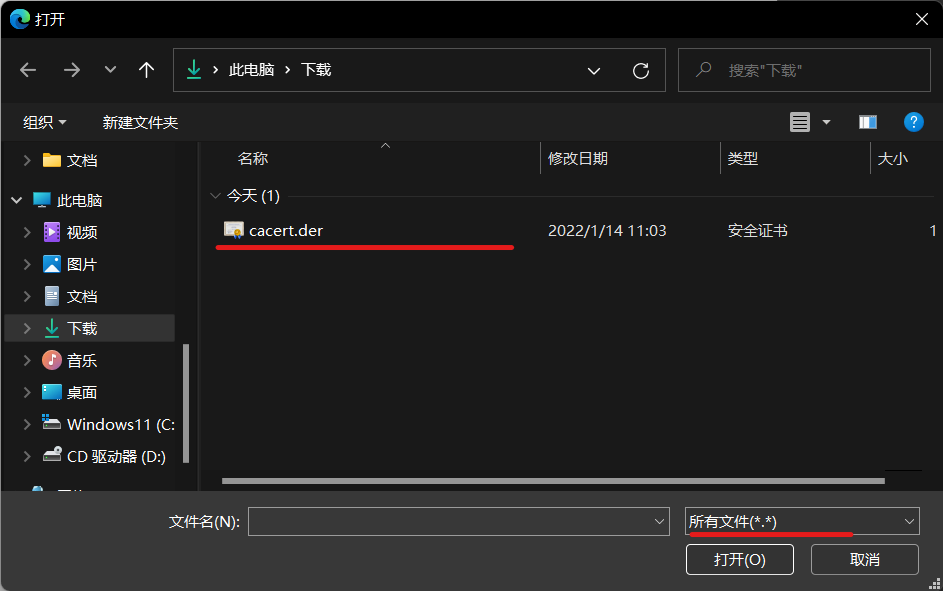 打开
此电脑 下载
搜索"下载"
组织 新建文件夹
文档
此电脑
视频
图片
文档
下载
音乐
桌面
Windows11 (C:
CD 驱动器 (D:)
名称 修改日期 类型 大小
今天 (1)
cacert.der 2022/1/14 11:03 安全证书 1
文件名(N): 所有文件(*.*)
打开(O) 取消